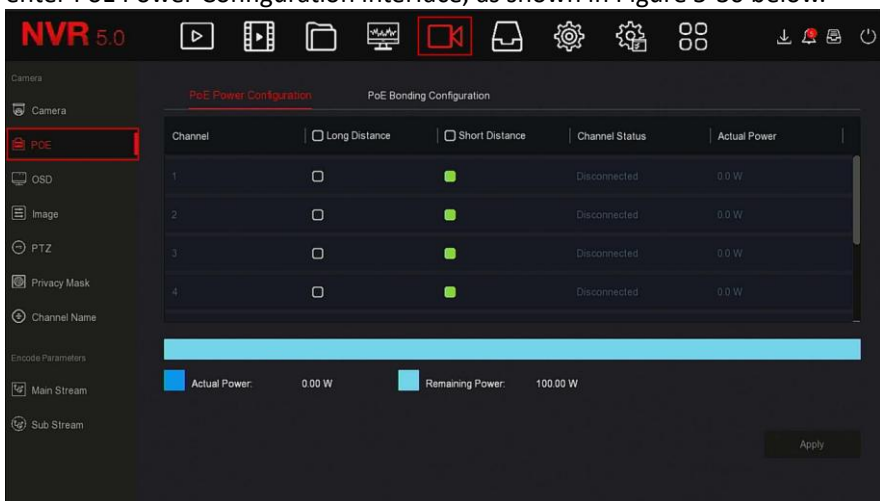 enter PoE Power Configuration interface, as shown in Figure 5-30 below.
NVR 5.0
Camera
Camera
POE
OSD
Image
PTZ
Privacy Mask
Channel Name
Encode Parameters
Main Stream
Sub Stream
PoE Power Configuration PoE Bonding Configuration
Channel Long Distance Short Distance Channel Status Actual Power
1 Disconnected 0.0 W
2 Disconnected 0.0 W
3 Disconnected 0.0 W
4 Disconnected 0.0 W
Actual Power: 0.00 W Remaining Power: 100.00 W
Apply